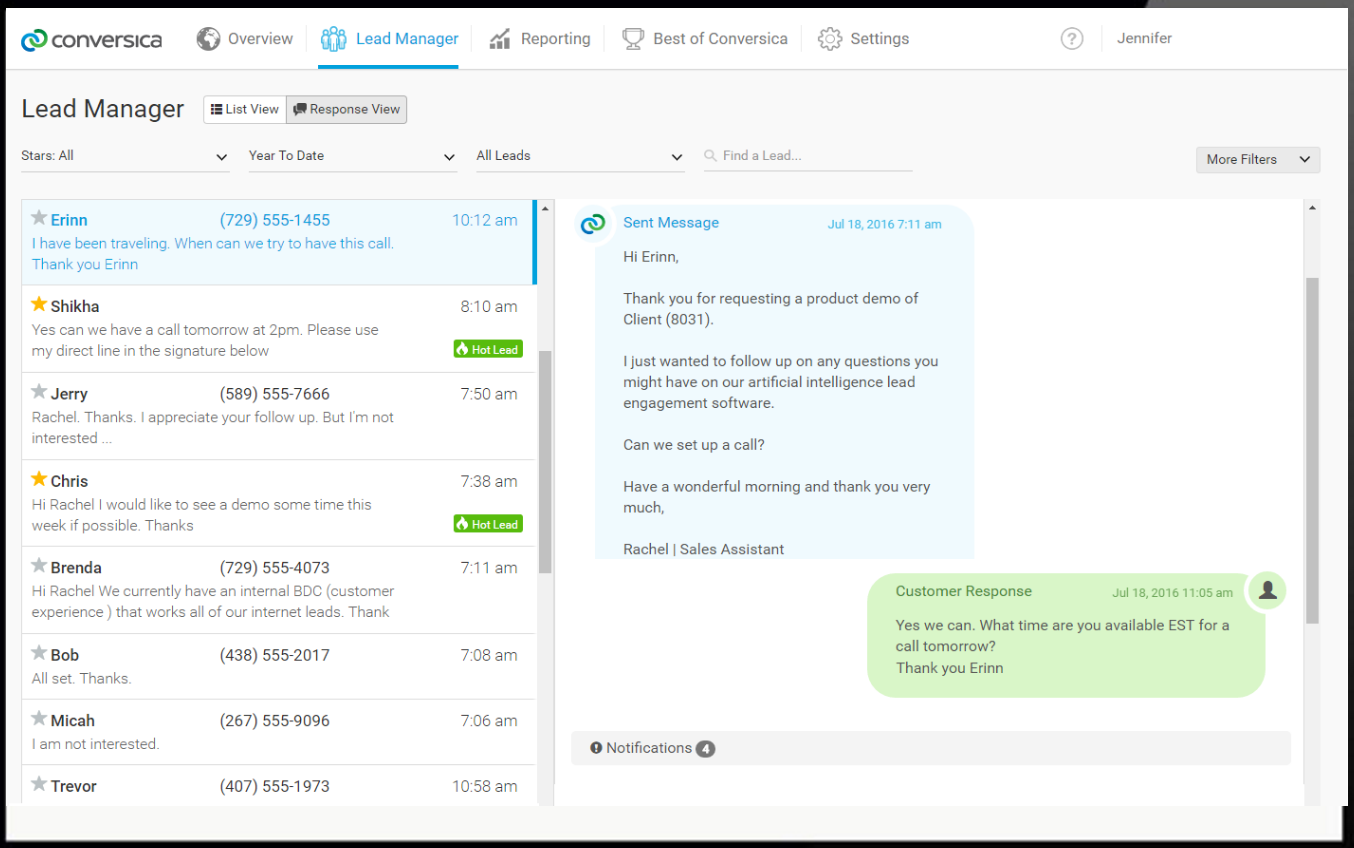 conversica Overview Lead Manager Reporting Best of Conversica Settings ? Jennifer
Lead Manager List View Response View
Stars: All Year To Date All Leads Find a Lead... More Filters
Erinn (729) 555-1455 10:12 am
I have been traveling. When can we try to have this call.
Thank you Erinn
Shikha 8:10 am
Yes can we have a call tomorrow at 2pm. Please use
my direct line in the signature below Hot Lead
Jerry (589) 555-7666 7:50 am
Rachel. Thanks. I appreciate your follow up. But I'm not
interested ...
Chris 7:38 am
Hi Rachel I would like to see a demo some time this
week if possible. Thanks Hot Lead
Brenda (729) 555-4073 7:11 am
Hi Rachel We currently have an internal BDC (customer
experience ) that works all of our internet leads. Thank
Bob (438) 555-2017 7:08 am
All set. Thanks.
Micah (267) 555-9096 7:06 am
I am not interested.
Trevor (407) 555-1973 10:58 am
Sent Message Jul 18, 2016 7:11 am
Hi Erinn,
Thank you for requesting a product demo of
Client (8031).
I just wanted to follow up on any questions you
might have on our artificial intelligence lead
engagement software.
Can we set up a call?
Have a wonderful morning and thank you very
much,
Rachel | Sales Assistant
Customer Response Jul 18, 2016 11:05 am
Yes we can. What time are you available EST for a
call tomorrow?
Thank you Erinn
Notifications 4